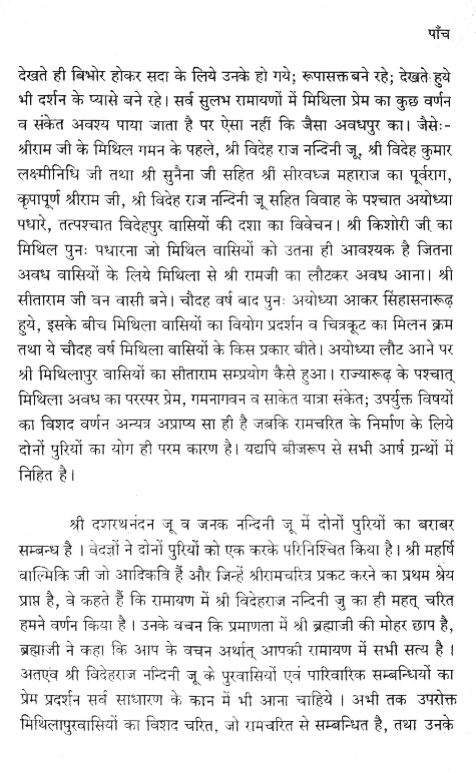 पाँच
देखते ही बिभोर होकर सदा के लिये उनके हो गये; रूपासक्त बने रहे; देखते हुये
भी दर्शन के प्यासे बने रहे। सर्व सुलभ रामायणों में मिथिला प्रेम का कुछ वर्णन
व संकेत अवश्य पाया जाता है पर ऐसा नहीं कि जैसा अवधपुर का। जैसेः-
श्रीराम जी के मिथिल गमन के पहले, श्री विदेह राज नन्दिनी जू, श्री विदेह कुमार
लक्ष्मीनिधि जी तथा श्री सुनैना जी सहित श्री सीरवध्ज महाराज का पूर्वराग,
कृपापूर्ण श्रीराम जी, श्री विदेह राज नन्दिनी जू सहित विवाह के पश्चात अयोध्या
पधारे, तत्पश्चात विदेहपुर वासियों की दशा का विवेचन। श्री किशोरी जी का
मिथिल पुनः पधारना जो मिथिल वासियों को उतना ही आवश्यक है जितना
अवध वासियों के लिये मिथिला से श्री रामजी का लौटकर अवध आना। श्री
सीताराम जी वन वासी बने। चौदह वर्ष बाद पुनः अयोध्या आकर सिंहासनारूढ़
हुये, इसके बीच मिथिला वासियों का वियोग प्रदर्शन व चित्रकूट का मिलन क्रम
तथा ये चौदह वर्ष मिथिला वासियों के किस प्रकार बीते। अयोध्या लौट आने पर
श्री मिथिलापुर वासियों का सीताराम सम्प्रयोग कैसे हुआ। राज्यारूढ़ के पश्चात्
मिथिला अवध का परस्पर प्रेम, गमनागवन व साकेत यात्रा संकेत; उपर्युक्त विषयों
का विशद वर्णन अन्यत्र अप्राप्य सा ही है जबकि रामचरित के निर्माण के लिये
दोनों पुरियों का योग ही परम कारण है। यद्यपि बीजरूप से सभी आर्ष ग्रन्थों में
निहित है।
श्री दशरथनंदन जू व जनक नन्दिनी जू में दोनों पुरियों का बराबर
सम्बन्ध है । वेदज्ञों ने दोनों पुरियों को एक करके परिनिश्चित किया है। श्री महर्षि
वाल्मिकि जी जो आदिकवि हैं और जिन्हें श्रीरामचरित्र प्रकट करने का प्रथम श्रेय
प्राप्त है, वे कहते हैं कि रामायण में श्री विदेहराज नन्दिनी जु का ही महत् चरित
हमने वर्णन किया है । उनके वचन कि प्रमाणता में श्री ब्रह्माजी की मोहर छाप है,
ब्रह्माजी ने कहा कि आप के वचन अर्थात् आपकी रामायण में सभी सत्य है ।
अतएंव श्री विदेहराज नन्दिनी जू के पुरवासियों एवं पारिवारिक सम्बन्धियों का
प्रेम प्रदर्शन सर्व साधारण के कान में भी आना चाहिये । अभी तक उपरोक्त
मिथिलापुरवासियों का विशद चरित, जो रामचरित से सम्बन्धित है, तथा उनके